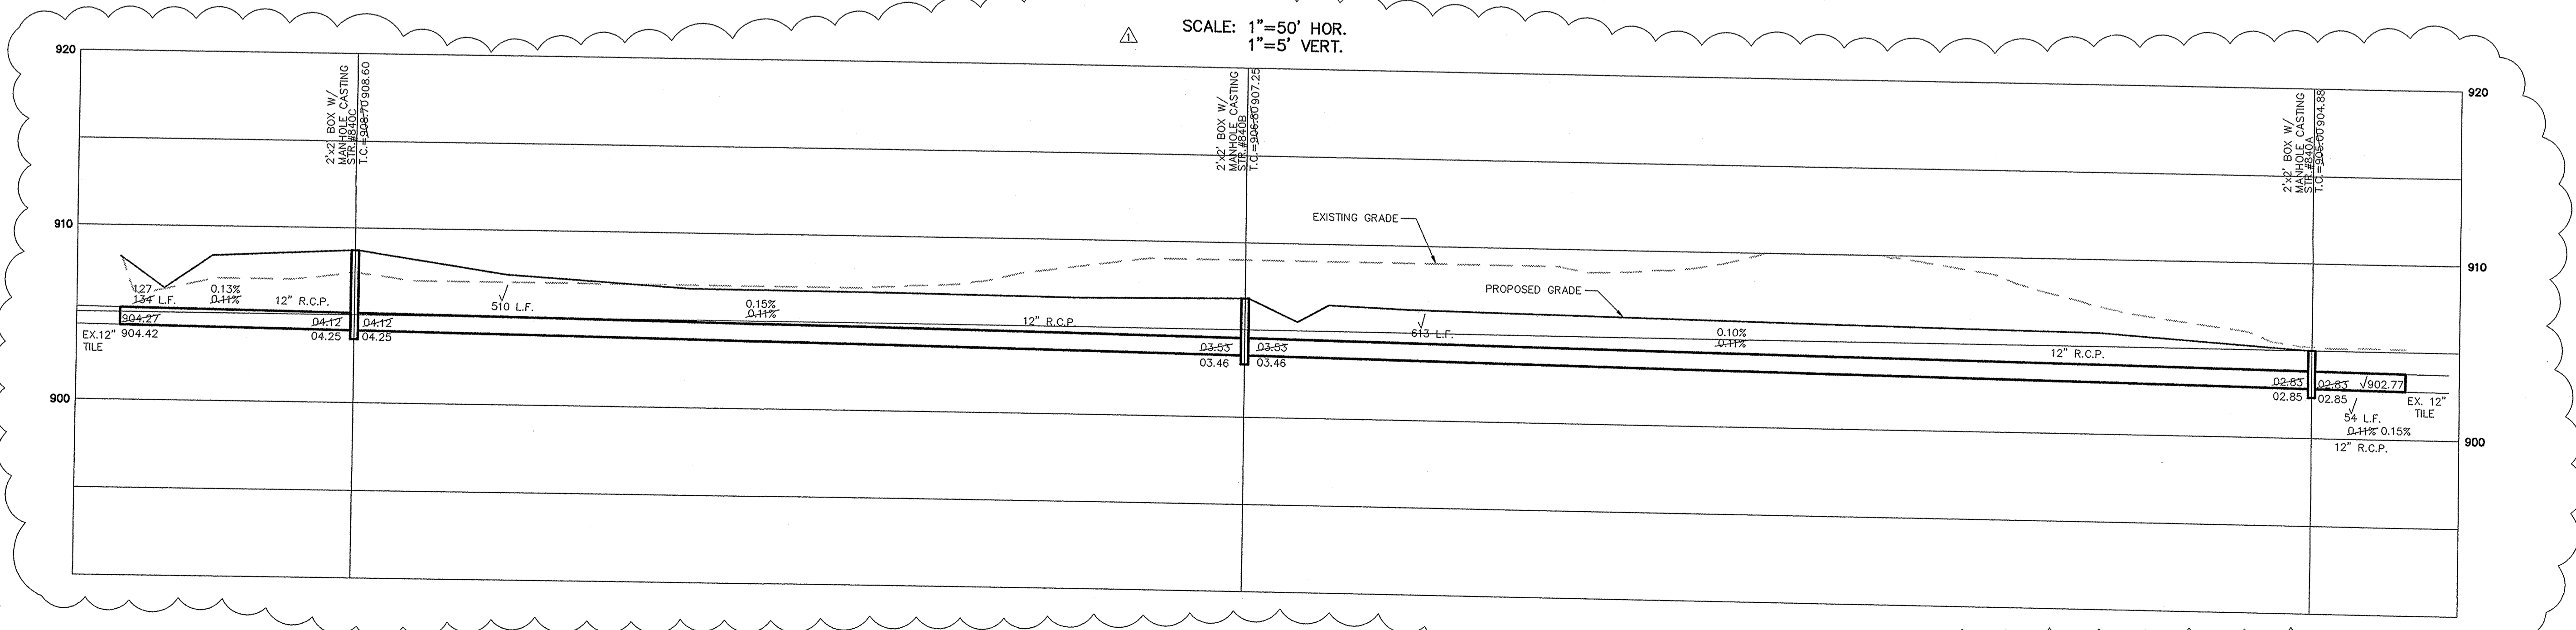 SCALE: 1"=50' HOR.
1"=5' VERT.
1
920
920
2'x2' BOX W/
MANHOLE CASTING
STR.#840C
T.C.=908.70 908.60
2'x2' BOX W/
MANHOLE CASTING
STR.#840B
T.C.=906.80 907.25
2'x2' BOX W/
MANHOLE CASTING
STR.#840A
T.C.=905.00 904.88
910
910
EXISTING GRADE
PROPOSED GRADE
127
134 L.F.
0.13%
0.11%
12" R.C.P.
904.27
EX.12" 904.42
TILE
04.12
04.25
04.12
04.25
√
510 L.F.
0.15%
0.11%
12" R.C.P.
03.53
03.46
03.53
03.46
√
613 L.F.
0.10%
0.11%
12" R.C.P.
02.83
02.85
02.83
02.85
√902.77
EX. 12"
TILE
√
54 L.F.
0.11% 0.15%
12" R.C.P.
900
900